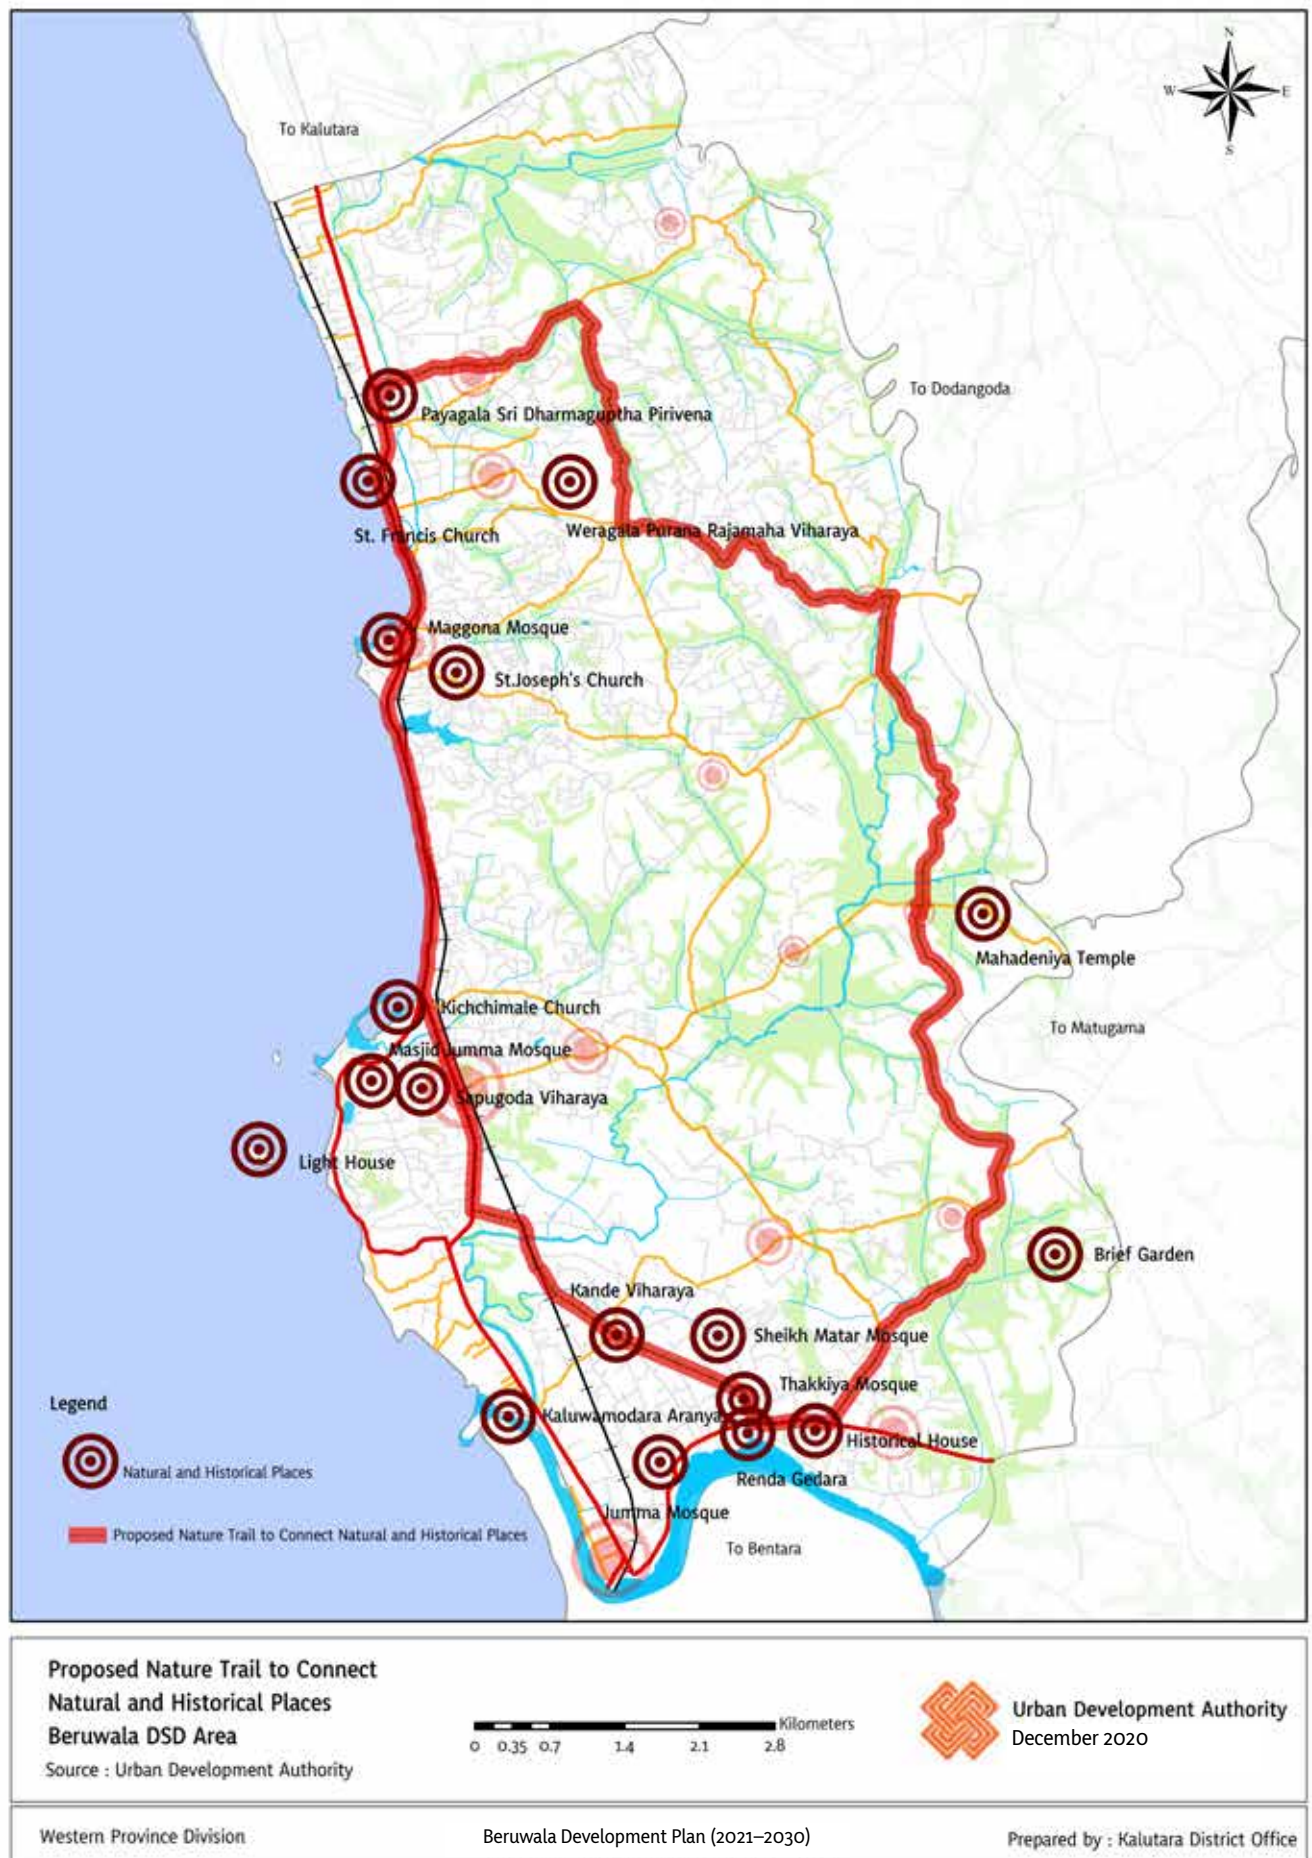 N
W
E
S
To Kalutara
To Dodangoda
Payagala Sri Dharmaguptha Pirivena
St. Francis Church
Weragala Purana Rajamaha Viharaya
Maggona Mosque
St.Joseph's Church
Mahadeniya Temple
Kichchimale Church
To Matugama
Masjid Jumma Mosque
Sapugoda Viharaya
Light House
Brief Garden
Kande Viharaya
Sheikh Matar Mosque
Thakkiya Mosque
Legend
Kaluwamodara Aranya
Historical House
Natural and Historical Places
Renda Gedara
Jumma Mosque
Proposed Nature Trail to Connect Natural and Historical Places
To Bentara
Proposed Nature Trail to Connect
Natural and Historical Places
Beruwala DSD Area
Source : Urban Development Authority
Kilometers
0 0.35 0.7 1.4 2.1 2.8
Urban Development Authority
December 2020
Western Province Division
Beruwala Development Plan (2021–2030)
Prepared by : Kalutara District Office